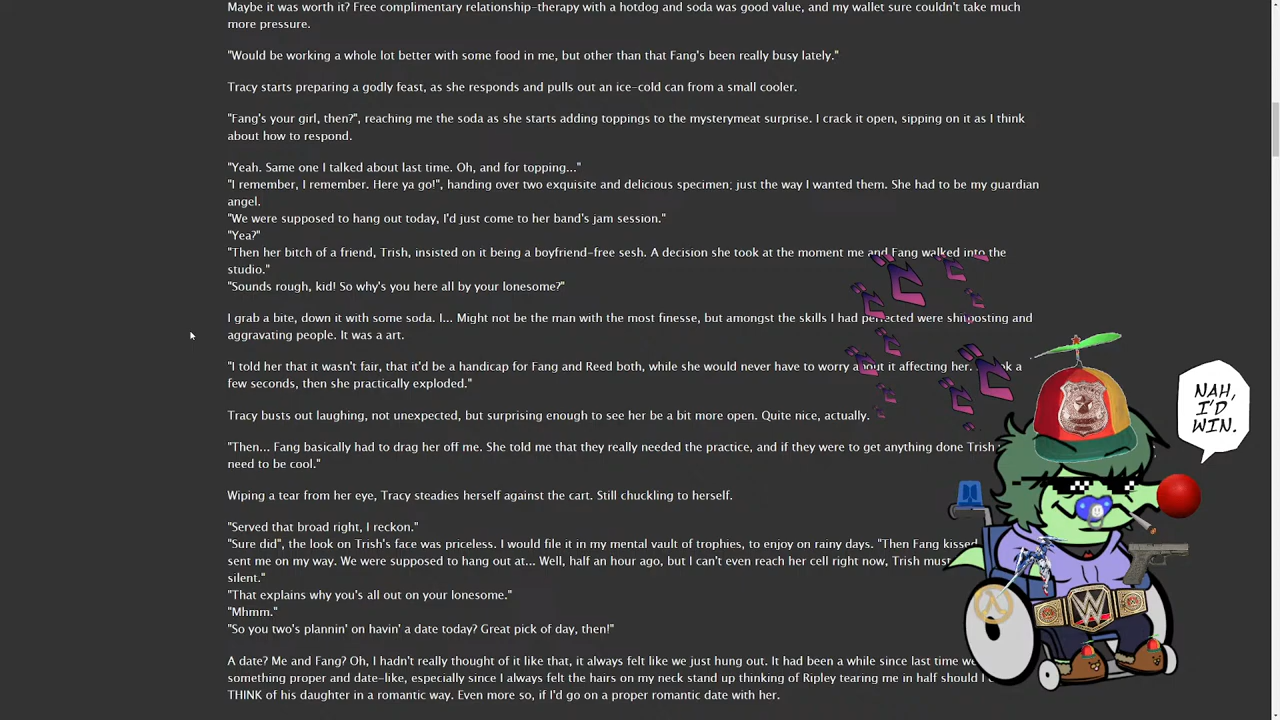 Maybe it was worth it? Free complimentary relationship-therapy with a hotdog and soda was good value, and my wallet sure couldn't take much
more pressure.
"Would be working a whole lot better with some food in me, but other than that Fang's been really busy lately."
Tracy starts preparing a godly feast, as she responds and pulls out an ice-cold can from a small cooler.
"Fang's your girl, then?", reaching me the soda as she starts adding toppings to the mysterymeat surprise. I crack it open, sipping on it as I think
about how to respond.
"Yeah. Same one I talked about last time. Oh, and for topping..."
"I remember, I remember. Here ya go!", handing over two exquisite and delicious specimen; just the way I wanted them. She had to be my guardian
angel.
"We were supposed to hang out today, I'd just come to her band's jam session."
"Yea?"
"Then her bitch of a friend, Trish, insisted on it being a boyfriend-free sesh. A decision she took at the moment me and Fang walked into the
studio."
"Sounds rough, kid! So why's you here all by your lonesome?"
I grab a bite, down it with some soda. I... Might not be the man with the most finesse, but amongst the skills I had perfected were shitposting and
aggravating people. It was a art.
"I told her that it wasn't fair, that it'd be a handicap for Fang and Reed both, while she would never have to worry about it affecting her. a
few seconds, then she practically exploded."
Tracy busts out laughing, not unexpected, but surprising enough to see her be a bit more open. Quite nice, actually.
"Then... Fang basically had to drag her off me. She told me that they really needed the practice, and if they were to get anything done Trish
need to be cool."
Wiping a tear from her eye, Tracy steadies herself against the cart. Still chuckling to herself.
"Served that broad right, I reckon."
"Sure did", the look on Trish's face was priceless. I would file it in my mental vault of trophies, to enjoy on rainy days. "Then Fang kissed
sent me on my way. We were supposed to hang out at... Well, half an hour ago, but I can't even reach her cell right now, Trish must
silent."
"That explains why you's all out on your lonesome."
"Mhmm."
"So you two's plannin' on havin' a date today? Great pick of day, then!"
A date? Me and Fang? Oh, I hadn't really thought of it like that, it always felt like we just hung out. It had been a while since last time
something proper and date-like, especially since I always felt the hairs on my neck stand up thinking of Ripley tearing me in half should I
THINK of his daughter in a romantic way. Even more so, if I'd go on a proper romantic date with her.
NAH,
I'D
WIN.